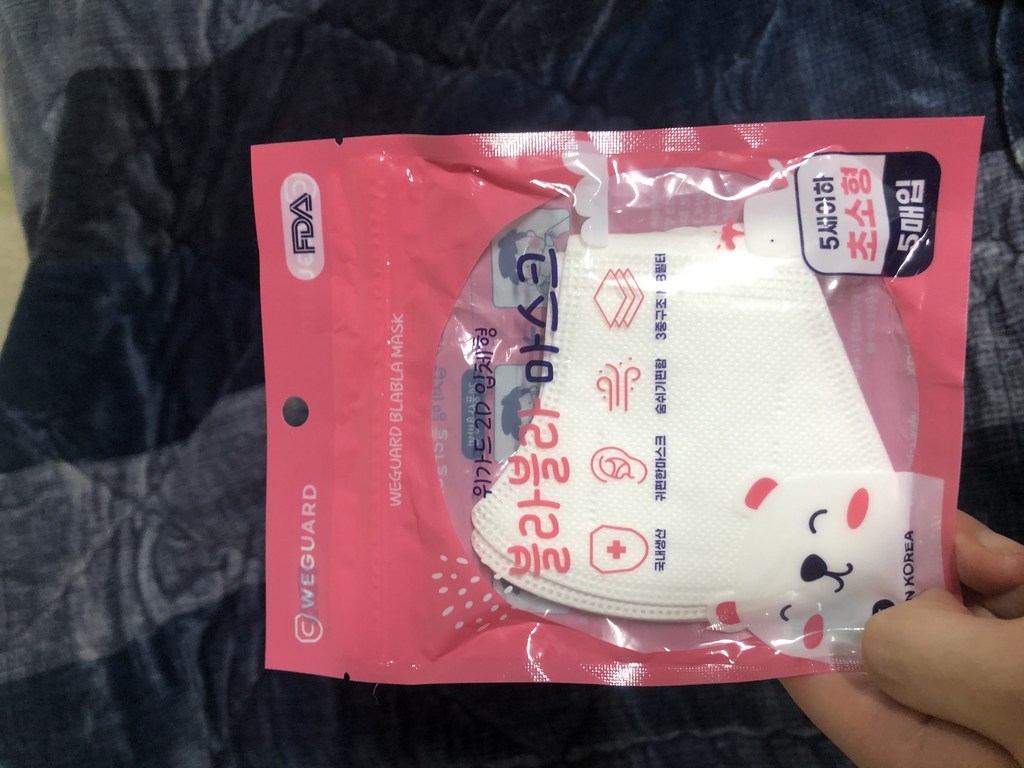 WEGUARD
FDA
WEGUARD BLABLA MASK
위가드 2D 입체형
블라블라 마스크
국내생산
귀편한마스크
숨쉬기편함
3중구조
필터
5세이하
초소형
5매입
KOREA